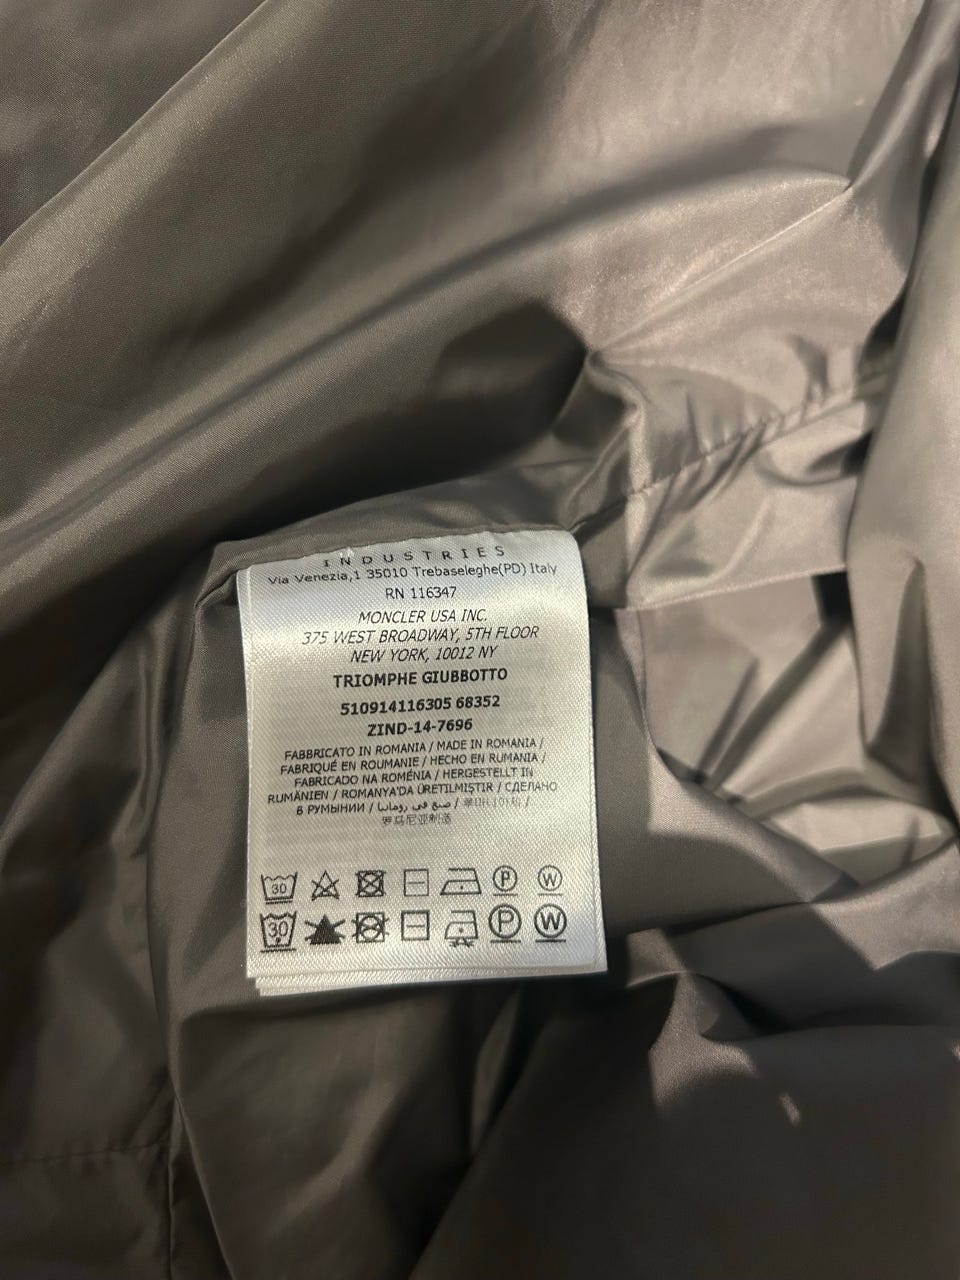 INDUSTRIES
Via Venezia,1 35010 Trebaseleghe(PD) Italy
RN 116347
MONCLER USA INC.
375 WEST BROADWAY, 5TH FLOOR
NEW YORK, 10012 NY
TRIOMPHE GIUBBOTTO
510914116305 68352
ZIND-14-7696
FABBRICATO IN ROMANIA / MADE IN ROMANIA /
FABRIQUÉ EN ROUMANIE / HECHO EN RUMANIA /
FABRICADO NA ROMÉNIA / HERGESTELLT IN
RUMÄNIEN / ROMANYA'DA ÜRETILMIŞTIR / СДЕЛАНО
В РУМЫНИИ / صنع في رومانيا / /
罗马尼亚制造
30 P W
30 P W